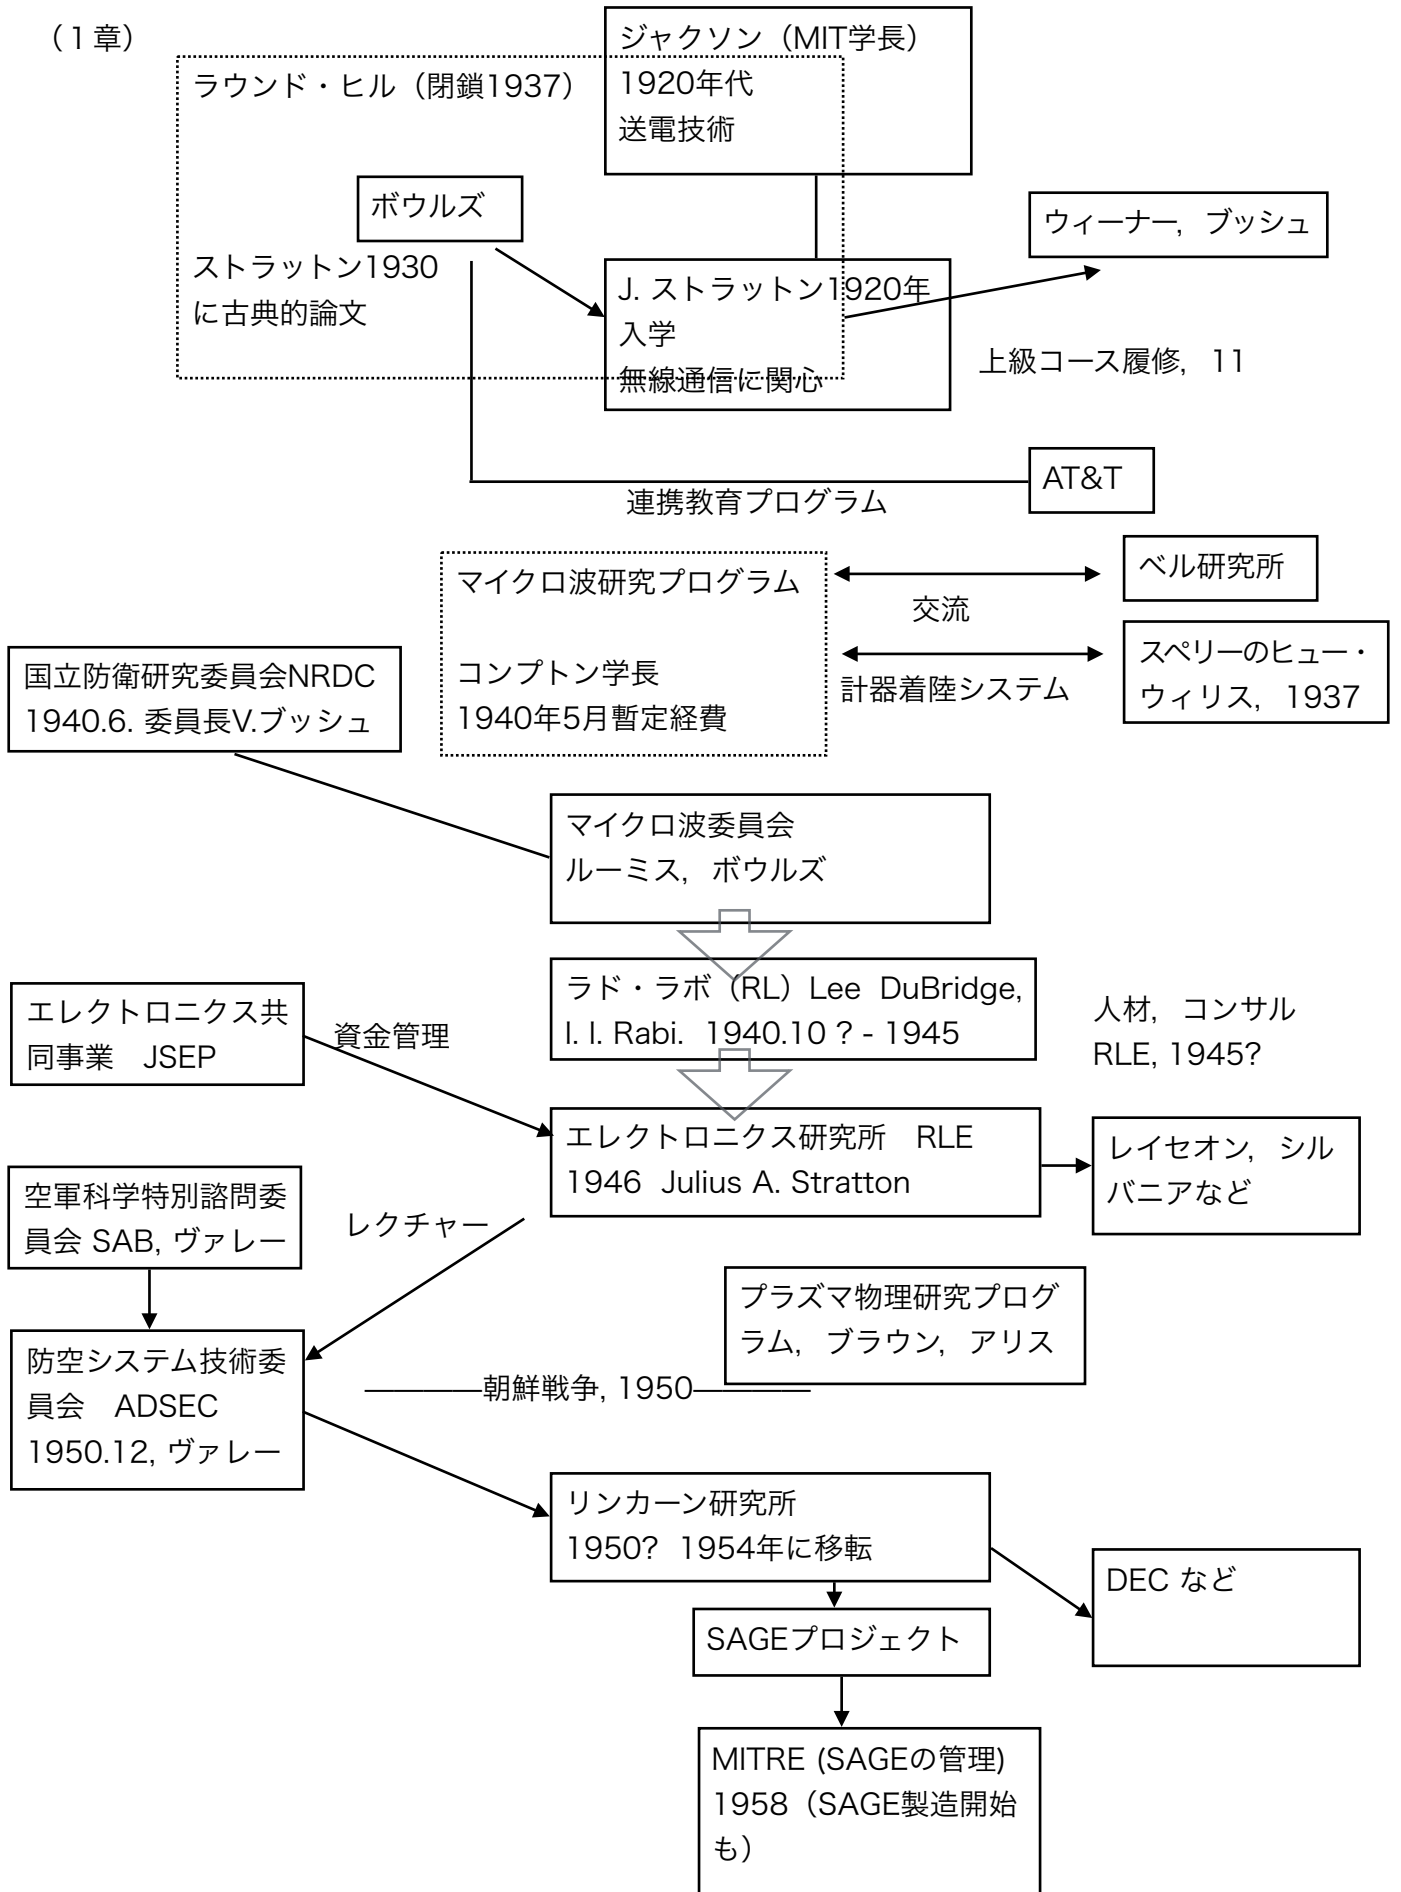 （１章）
ジャクソン（MIT学長）
1920年代
送電技術
ラウンド・ヒル（閉鎖1937）
ボウルズ
ウィーナー，ブッシュ
ストラットン1930
に古典的論文
J. ストラットン1920年
入学
無線通信に関心
上級コース履修，11
AT&T
連携教育プログラム
マイクロ波研究プログラム
コンプトン学長
1940年5月暫定経費
ベル研究所
交流
スペリーのヒュー・
ウィリス，1937
計器着陸システム
国立防衛研究委員会NRDC
1940.6. 委員長V.ブッシュ
マイクロ波委員会
ルーミス，ボウルズ
ラド・ラボ（RL）Lee DuBridge,
I. I. Rabi. 1940.10 ? - 1945
エレクトロニクス共
同事業　JSEP
資金管理
人材，コンサル
RLE, 1945?
エレクトロニクス研究所　RLE
1946 Julius A. Stratton
レイセオン，シル
バニアなど
空軍科学特別諮問委
員会 SAB, ヴァレー
レクチャー
プラズマ物理研究プログ
ラム，ブラウン，アリス
防空システム技術委
員会　ADSEC
1950.12, ヴァレー
————朝鮮戦争, 1950————
リンカーン研究所
1950? 1954年に移転
DEC など
SAGEプロジェクト
MITRE (SAGEの管理)
1958（SAGE製造開始
も）